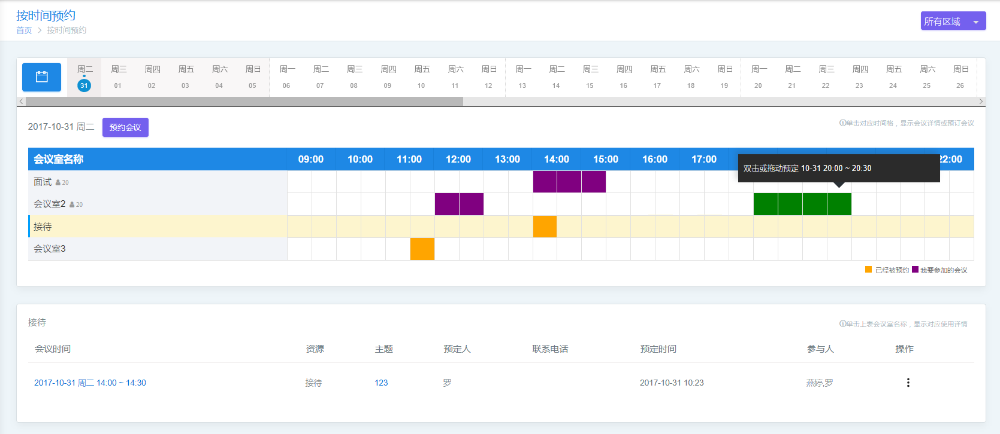 按时间预约
首页 > 按时间预约
所有区域
周二 周三 周四 周五 周六 周日 周一 周二 周三 周四 周五 周六 周日 周一 周二 周三 周四 周五 周六 周日 周一 周二 周三 周四 周五 周六 周日
31 01 02 03 04 05 06 07 08 09 10 11 12 13 14 15 16 17 18 19 20 21 22 23 24 25 26
2017-10-31 周二 预约会议
单击对应时间格，显示会议详情或预订会议
会议室名称 09:00 10:00 11:00 12:00 13:00 14:00 15:00 16:00 17:00 22:00
双击或拖动预定 10-31 20:00 ~ 20:30
面试 20
会议室2 20
接待
会议室3
已经被预约 我要参加的会议
接待
单击上表会议室名称，显示对应使用详情
会议时间 资源 主题 预定人 联系电话 预定时间 参与人 操作
2017-10-31 周二 14:00 ~ 14:30 接待 123 罗 2017-10-31 10:23 燕婷,罗